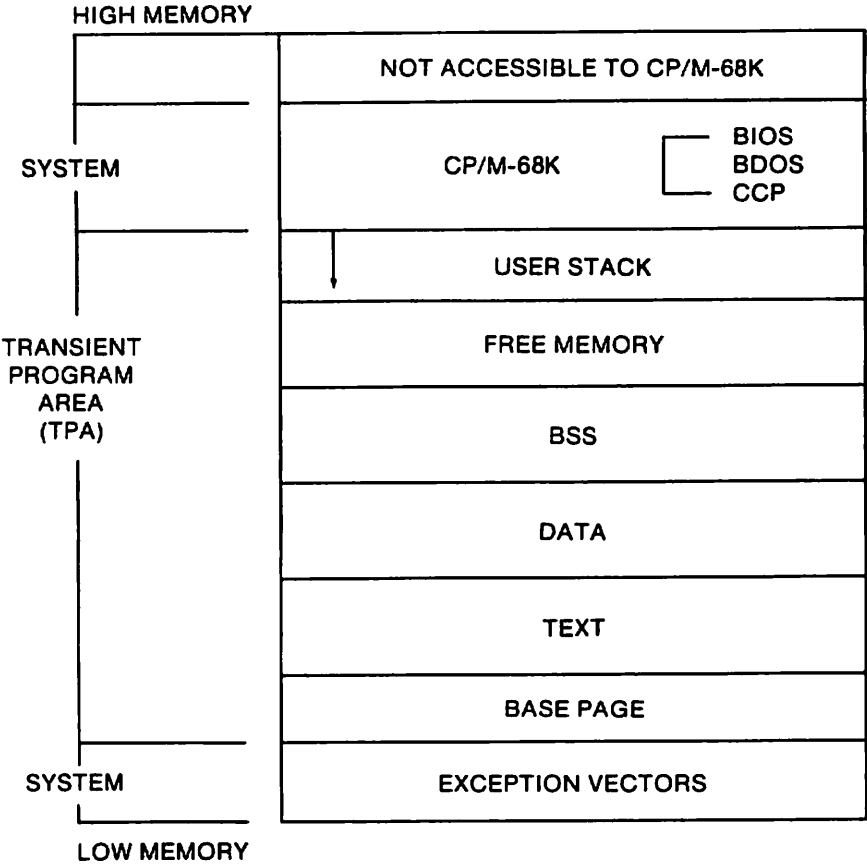 HIGH MEMORY
NOT ACCESSIBLE TO CP/M-68K
SYSTEM
CP/M-68K
BIOS
BDOS
CCP
USER STACK
TRANSIENT
PROGRAM
AREA
(TPA)
FREE MEMORY
BSS
DATA
TEXT
BASE PAGE
SYSTEM
EXCEPTION VECTORS
LOW MEMORY